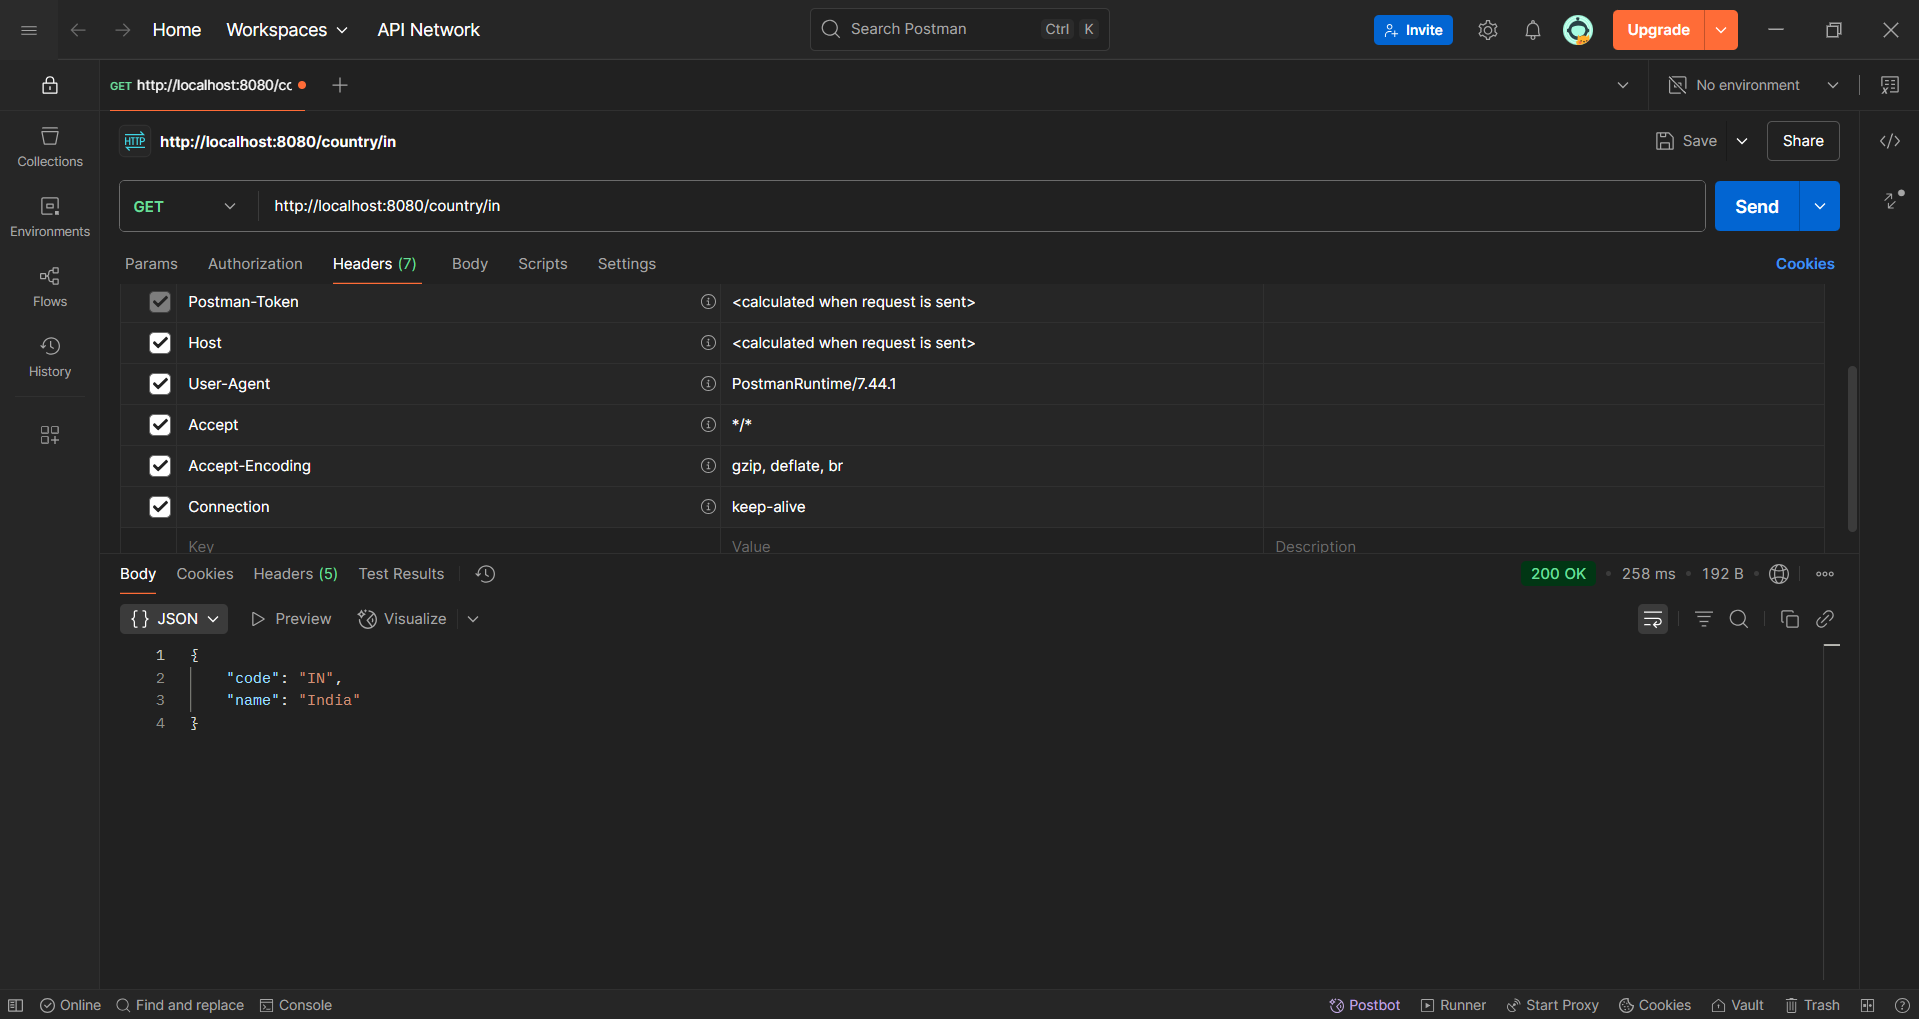 Home Workspaces API Network Search Postman Ctrl K Invite Upgrade
GET http://localhost:8080/cc No environment
HTTP http://localhost:8080/country/in Save Share
Collections
GET http://localhost:8080/country/in Send
Environments
Params Authorization Headers (7) Body Scripts Settings Cookies
Flows
Postman-Token <calculated when request is sent>
Host <calculated when request is sent>
History
User-Agent PostmanRuntime/7.44.1
Accept */*
Accept-Encoding gzip, deflate, br
Connection keep-alive
Key Value Description
Body Cookies Headers (5) Test Results 200 OK • 258 ms • 192 B •
{} JSON Preview Visualize
1 {
2 "code": "IN",
3 "name": "India"
4 }
Online Find and replace Console Postbot Runner Start Proxy Cookies Vault Trash